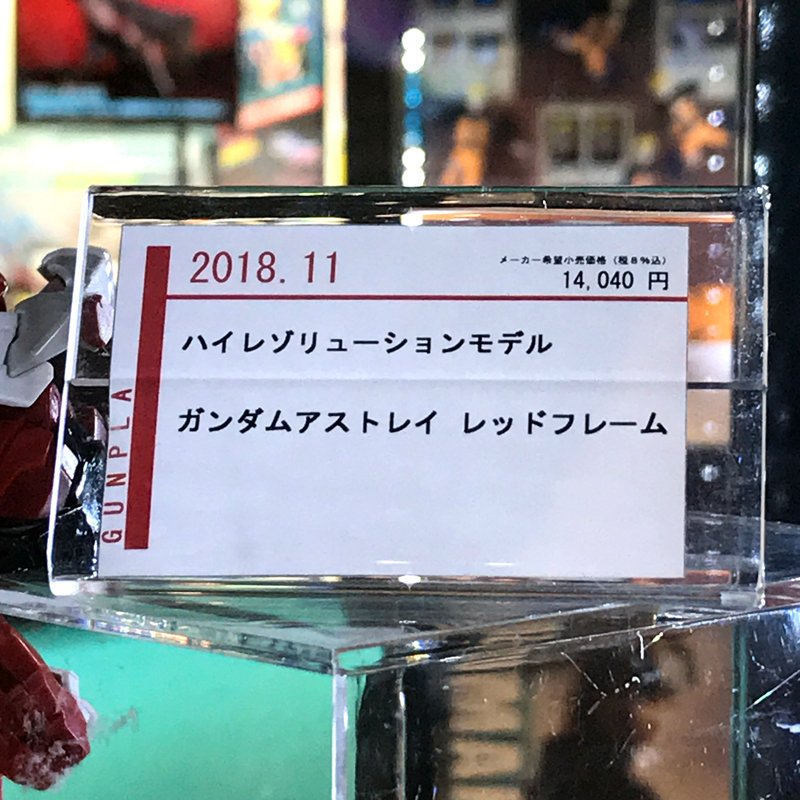 2018.11
メーカー希望小売価格（税８％込）
14,040 円
ハイレゾリューションモデル
ガンダムアストレイ レッドフレーム
GUNPLA